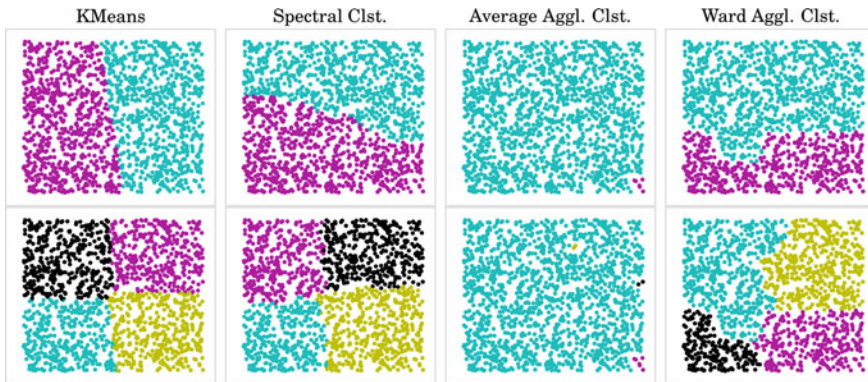 KMeans
Spectral Clst.
Average Aggl. Clst.
Ward Aggl. Clst.